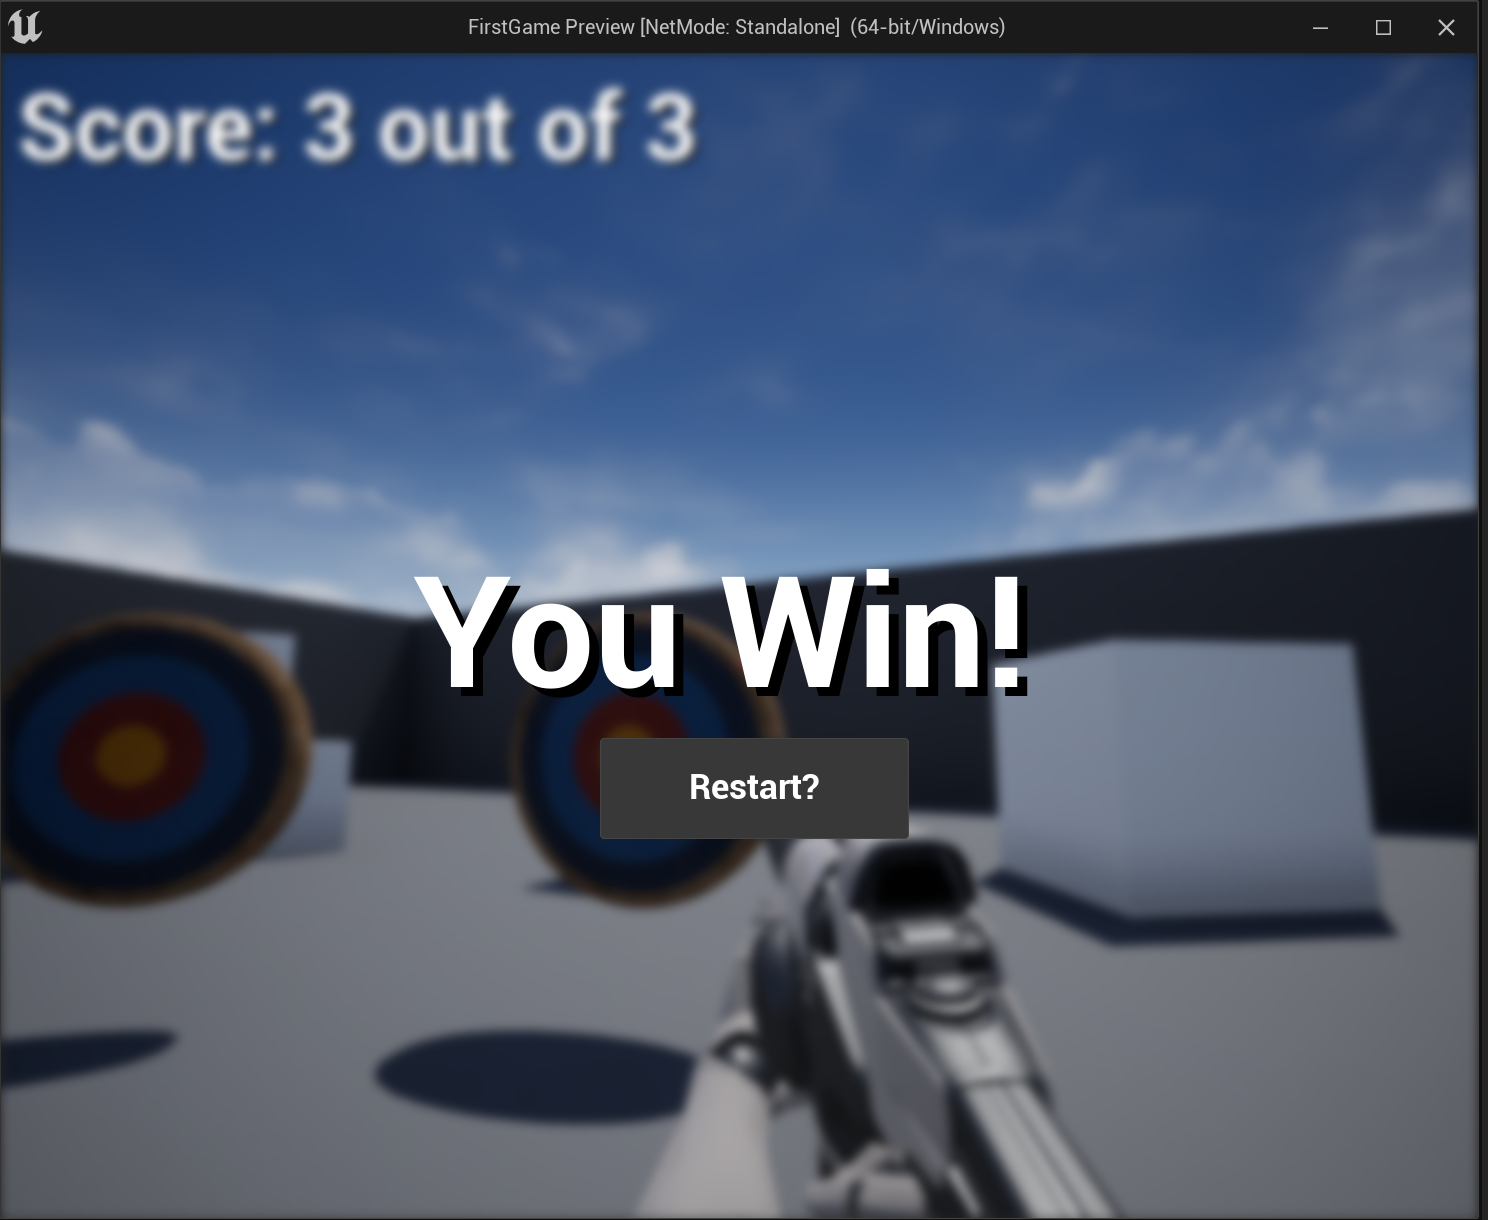 FirstGame Preview [NetMode: Standalone] (64-bit/Windows)
Score: 3 out of 3
You Win!
Restart?